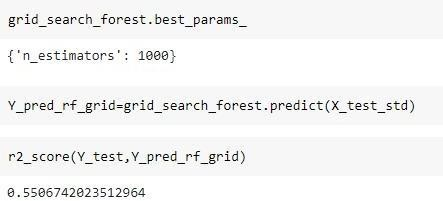 grid_search_forest.best_params_
{'n_estimators': 1000}
Y_pred_rf_grid=grid_search_forest.predict(X_test_std)
r2_score(Y_test,Y_pred_rf_grid)
0.5506742023512964